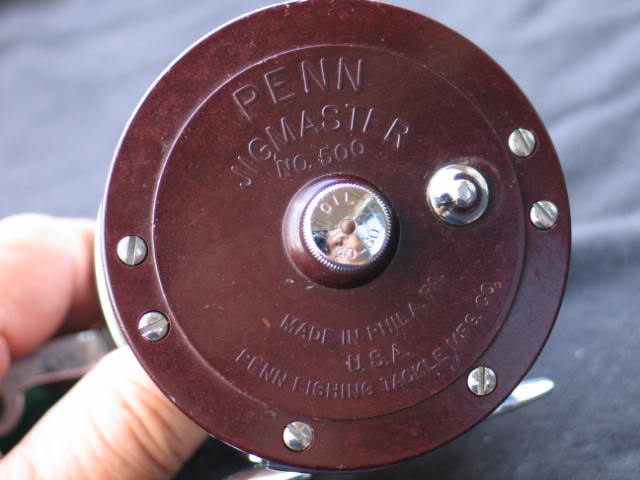 PENN
JIGMASTER
NO. 500
OIL
MADE IN PHILA. PA.
U.S.A.
PENN FISHING TACKLE MFG. CO.